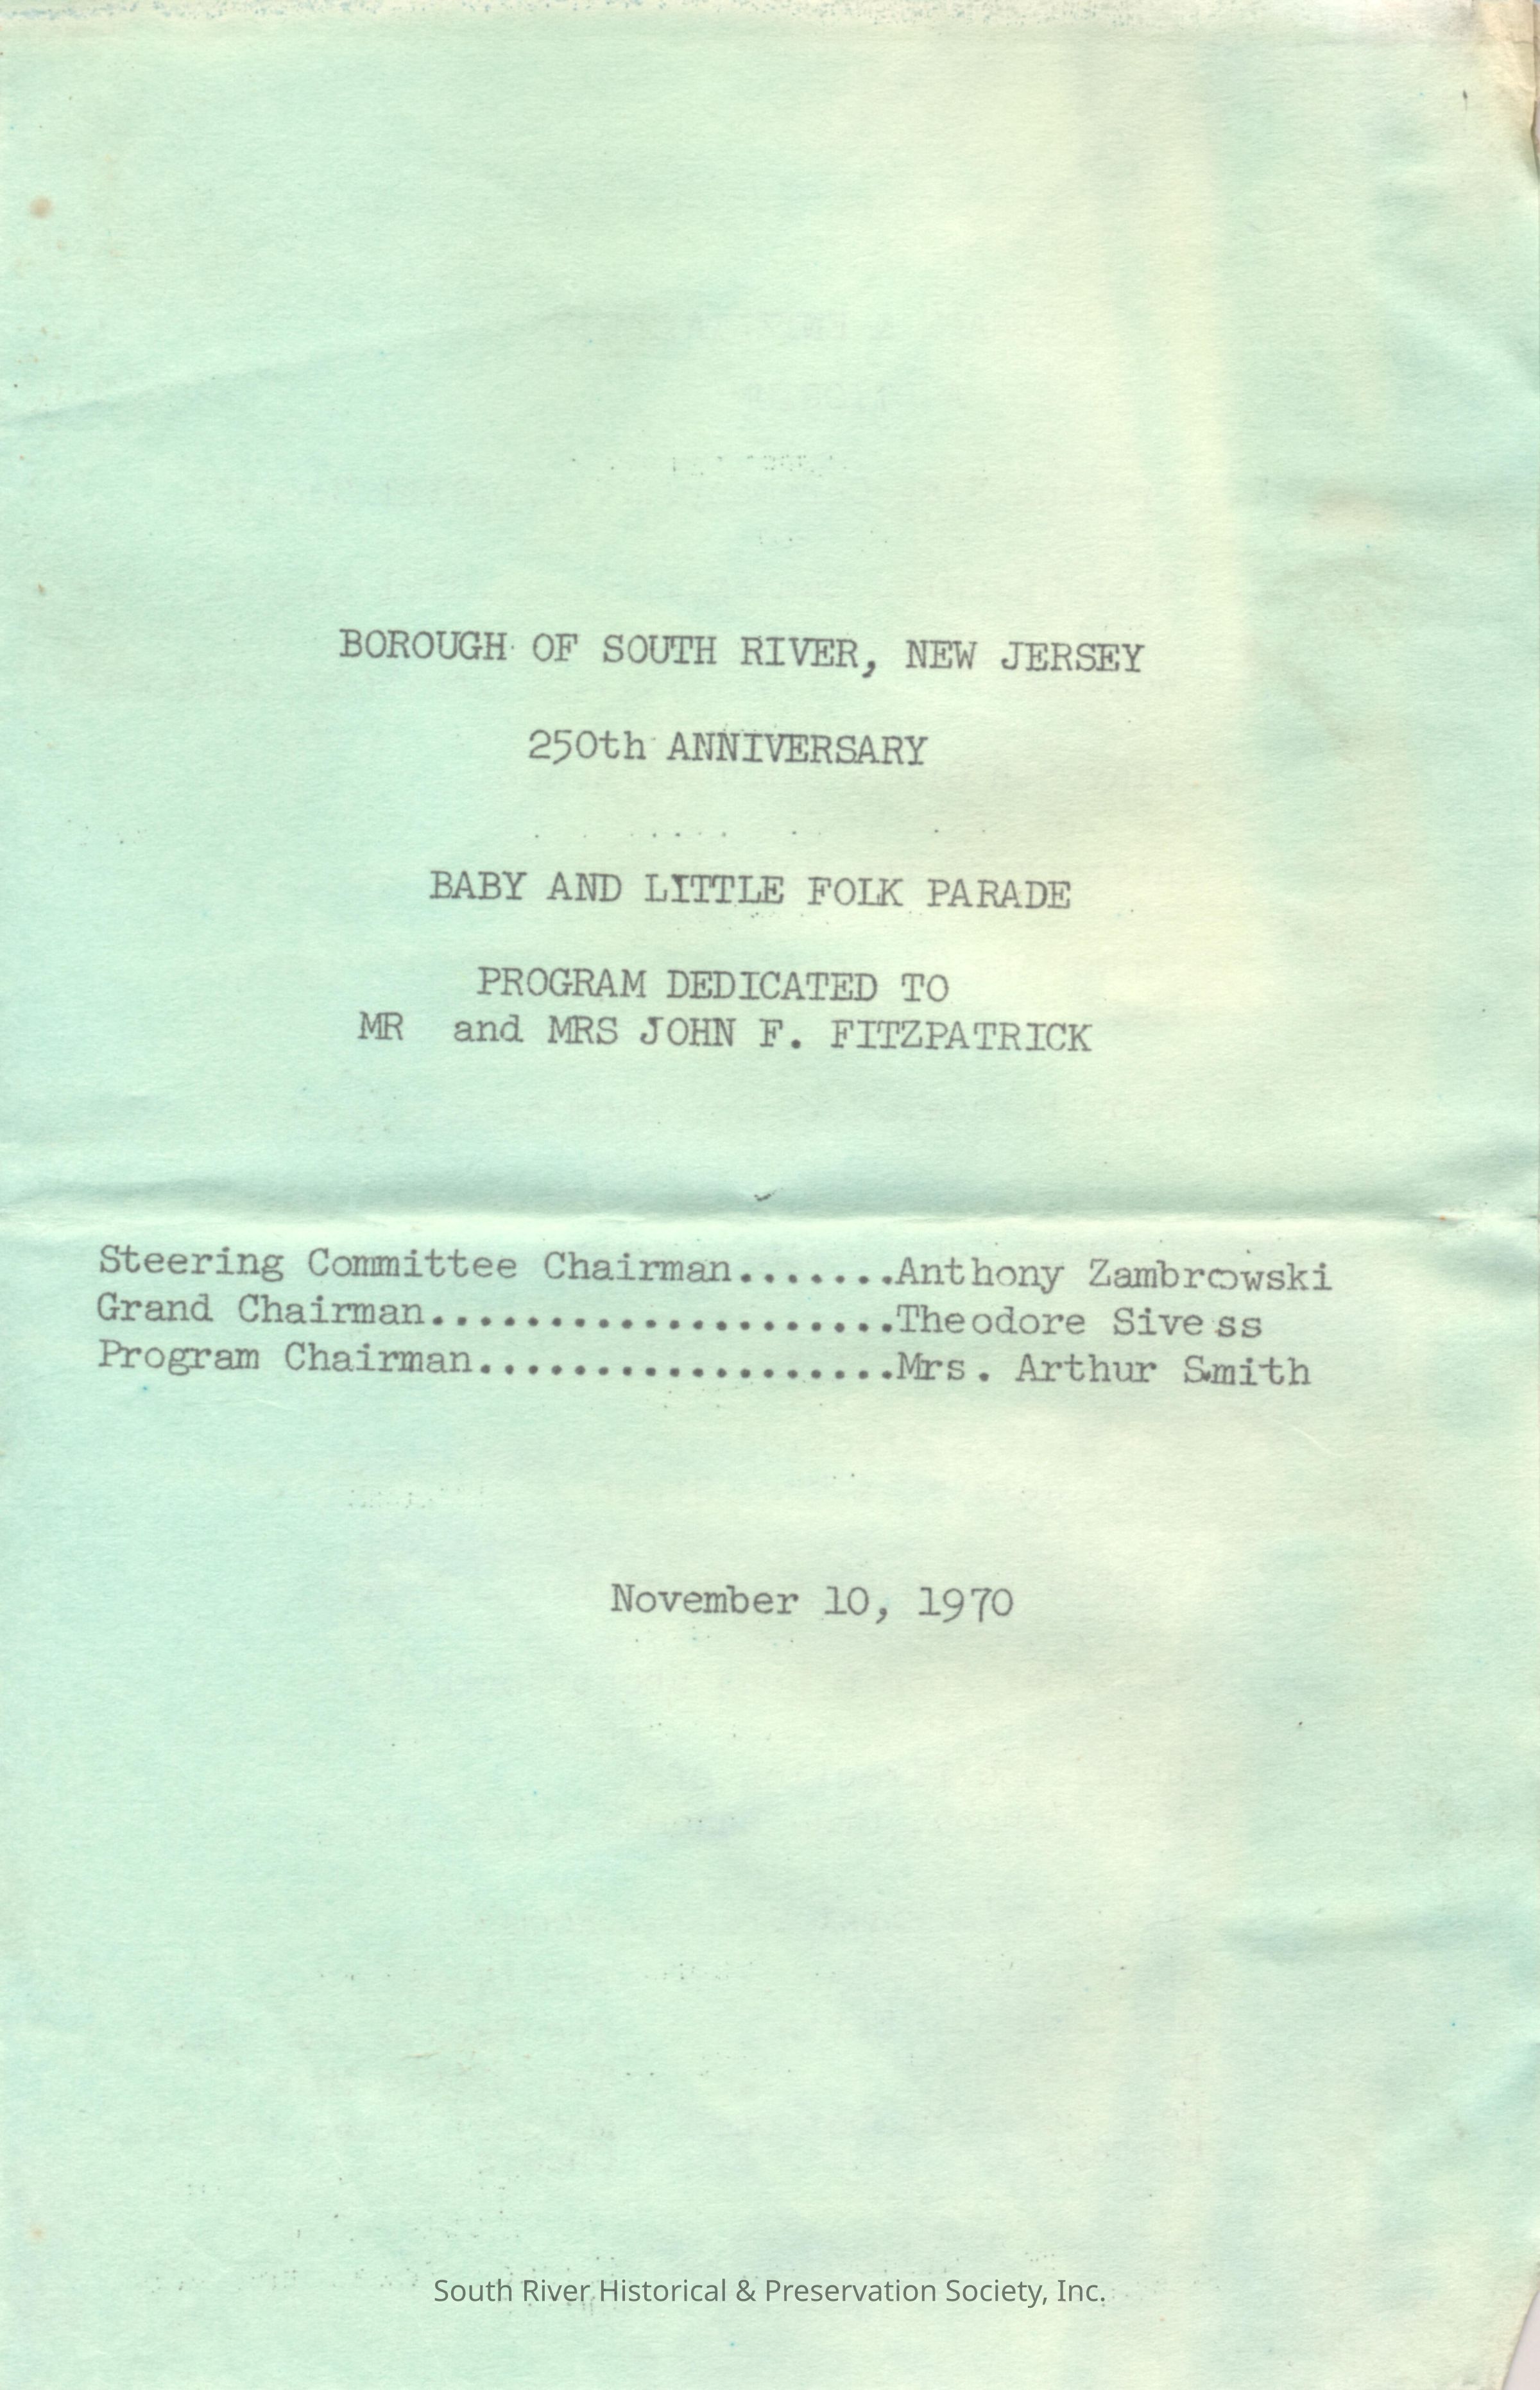 BOROUGH OF SOUTH RIVER, NEW JERSEY
250th ANNIVERSARY
BABY AND LITTLE FOLK PARADE
PROGRAM DEDICATED TO
MR and MRS JOHN F. FITZPATRICK
Steering Committee Chairman.......Anthony Zambrowski
Grand Chairman....................Theodore Sivess
Program Chairman..................Mrs. Arthur Smith
November 10, 1970
South River Historical & Preservation Society, Inc.